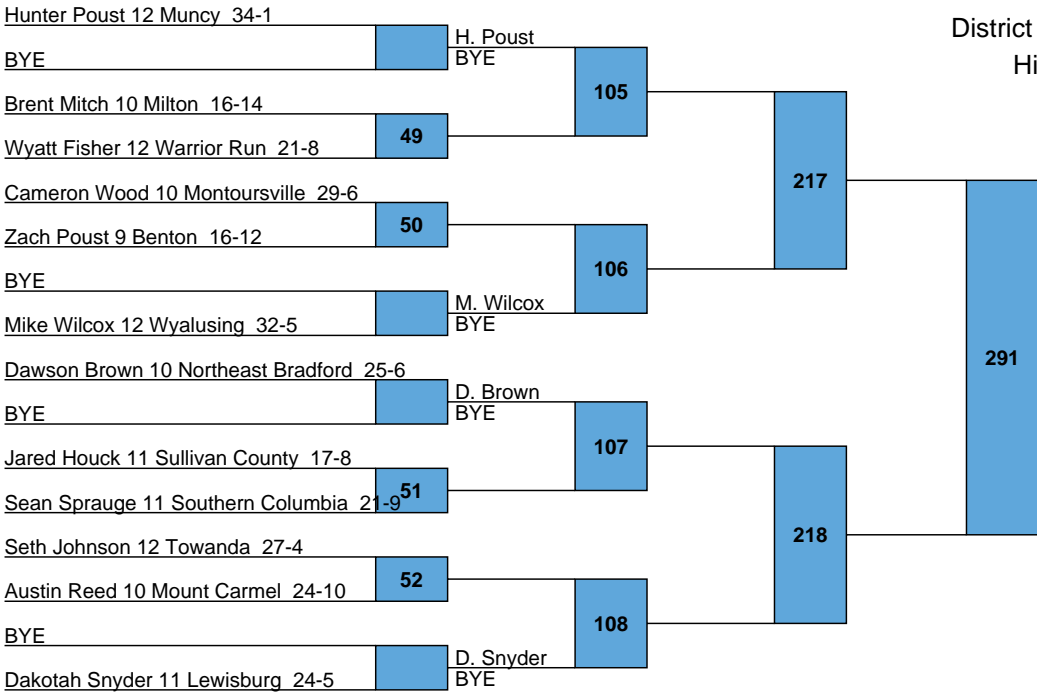 Hunter Poust 12 Muncy 34-1
BYE
H. Poust
BYE
District
Hi
105
Brent Mitch 10 Milton 16-14
49
Wyatt Fisher 12 Warrior Run 21-8
217
Cameron Wood 10 Montoursville 29-6
50
Zach Poust 9 Benton 16-12
106
BYE
M. Wilcox
BYE
Mike Wilcox 12 Wyalusing 32-5
291
Dawson Brown 10 Northeast Bradford 25-6
D. Brown
BYE
BYE
107
Jared Houck 11 Sullivan County 17-8
51
Sean Sprauge 11 Southern Columbia 21-9
218
Seth Johnson 12 Towanda 27-4
52
Austin Reed 10 Mount Carmel 24-10
108
BYE
D. Snyder
BYE
Dakotah Snyder 11 Lewisburg 24-5